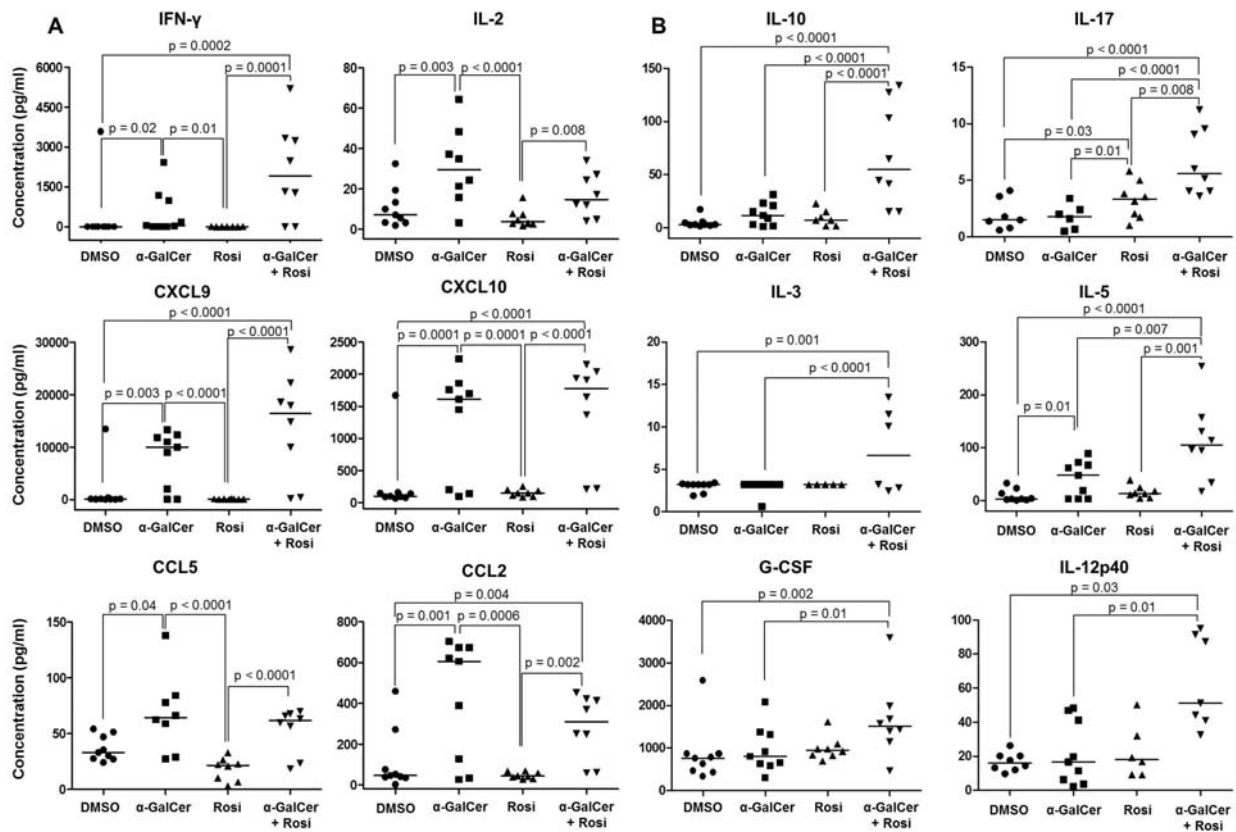 A
IFN-γ
p = 0.0002
p = 0.0001
p = 0.02
p = 0.01
Concentration (pg/ml)
6000
4500
3000
1500
0
DMSO
α-GalCer
Rosi
α-GalCer
+ Rosi
IL-2
p = 0.003
p < 0.0001
p = 0.008
80
60
40
20
0
DMSO
α-GalCer
Rosi
α-GalCer
+ Rosi
B
IL-10
p < 0.0001
p < 0.0001
p < 0.0001
150
100
50
0
DMSO
α-GalCer
Rosi
α-GalCer
+ Rosi
IL-17
p < 0.0001
p < 0.0001
p = 0.008
p = 0.03
p = 0.01
15
10
5
0
DMSO
α-GalCer
Rosi
α-GalCer
+ Rosi
CXCL9
p < 0.0001
p < 0.0001
p = 0.003
p < 0.0001
Concentration (pg/ml)
30000
20000
10000
0
DMSO
α-GalCer
Rosi
α-GalCer
+ Rosi
CXCL10
p < 0.0001
p = 0.0001
p = 0.0001
p < 0.0001
2500
2000
1500
1000
500
0
DMSO
α-GalCer
Rosi
α-GalCer
+ Rosi
IL-3
p = 0.001
p < 0.0001
20
15
10
5
0
DMSO
α-GalCer
Rosi
α-GalCer
+ Rosi
IL-5
p < 0.0001
p = 0.007
p = 0.001
p = 0.01
300
200
100
0
DMSO
α-GalCer
Rosi
α-GalCer
+ Rosi
CCL5
p = 0.04
p < 0.0001
p < 0.0001
Concentration (pg/ml)
150
100
50
0
DMSO
α-GalCer
Rosi
α-GalCer
+ Rosi
CCL2
p = 0.004
p = 0.001
p = 0.0006
p = 0.002
800
600
400
200
0
DMSO
α-GalCer
Rosi
α-GalCer
+ Rosi
G-CSF
p = 0.002
p = 0.01
4000
3000
2000
1000
0
DMSO
α-GalCer
Rosi
α-GalCer
+ Rosi
IL-12p40
p = 0.03
p = 0.01
100
80
60
40
20
0
DMSO
α-GalCer
Rosi
α-GalCer
+ Rosi